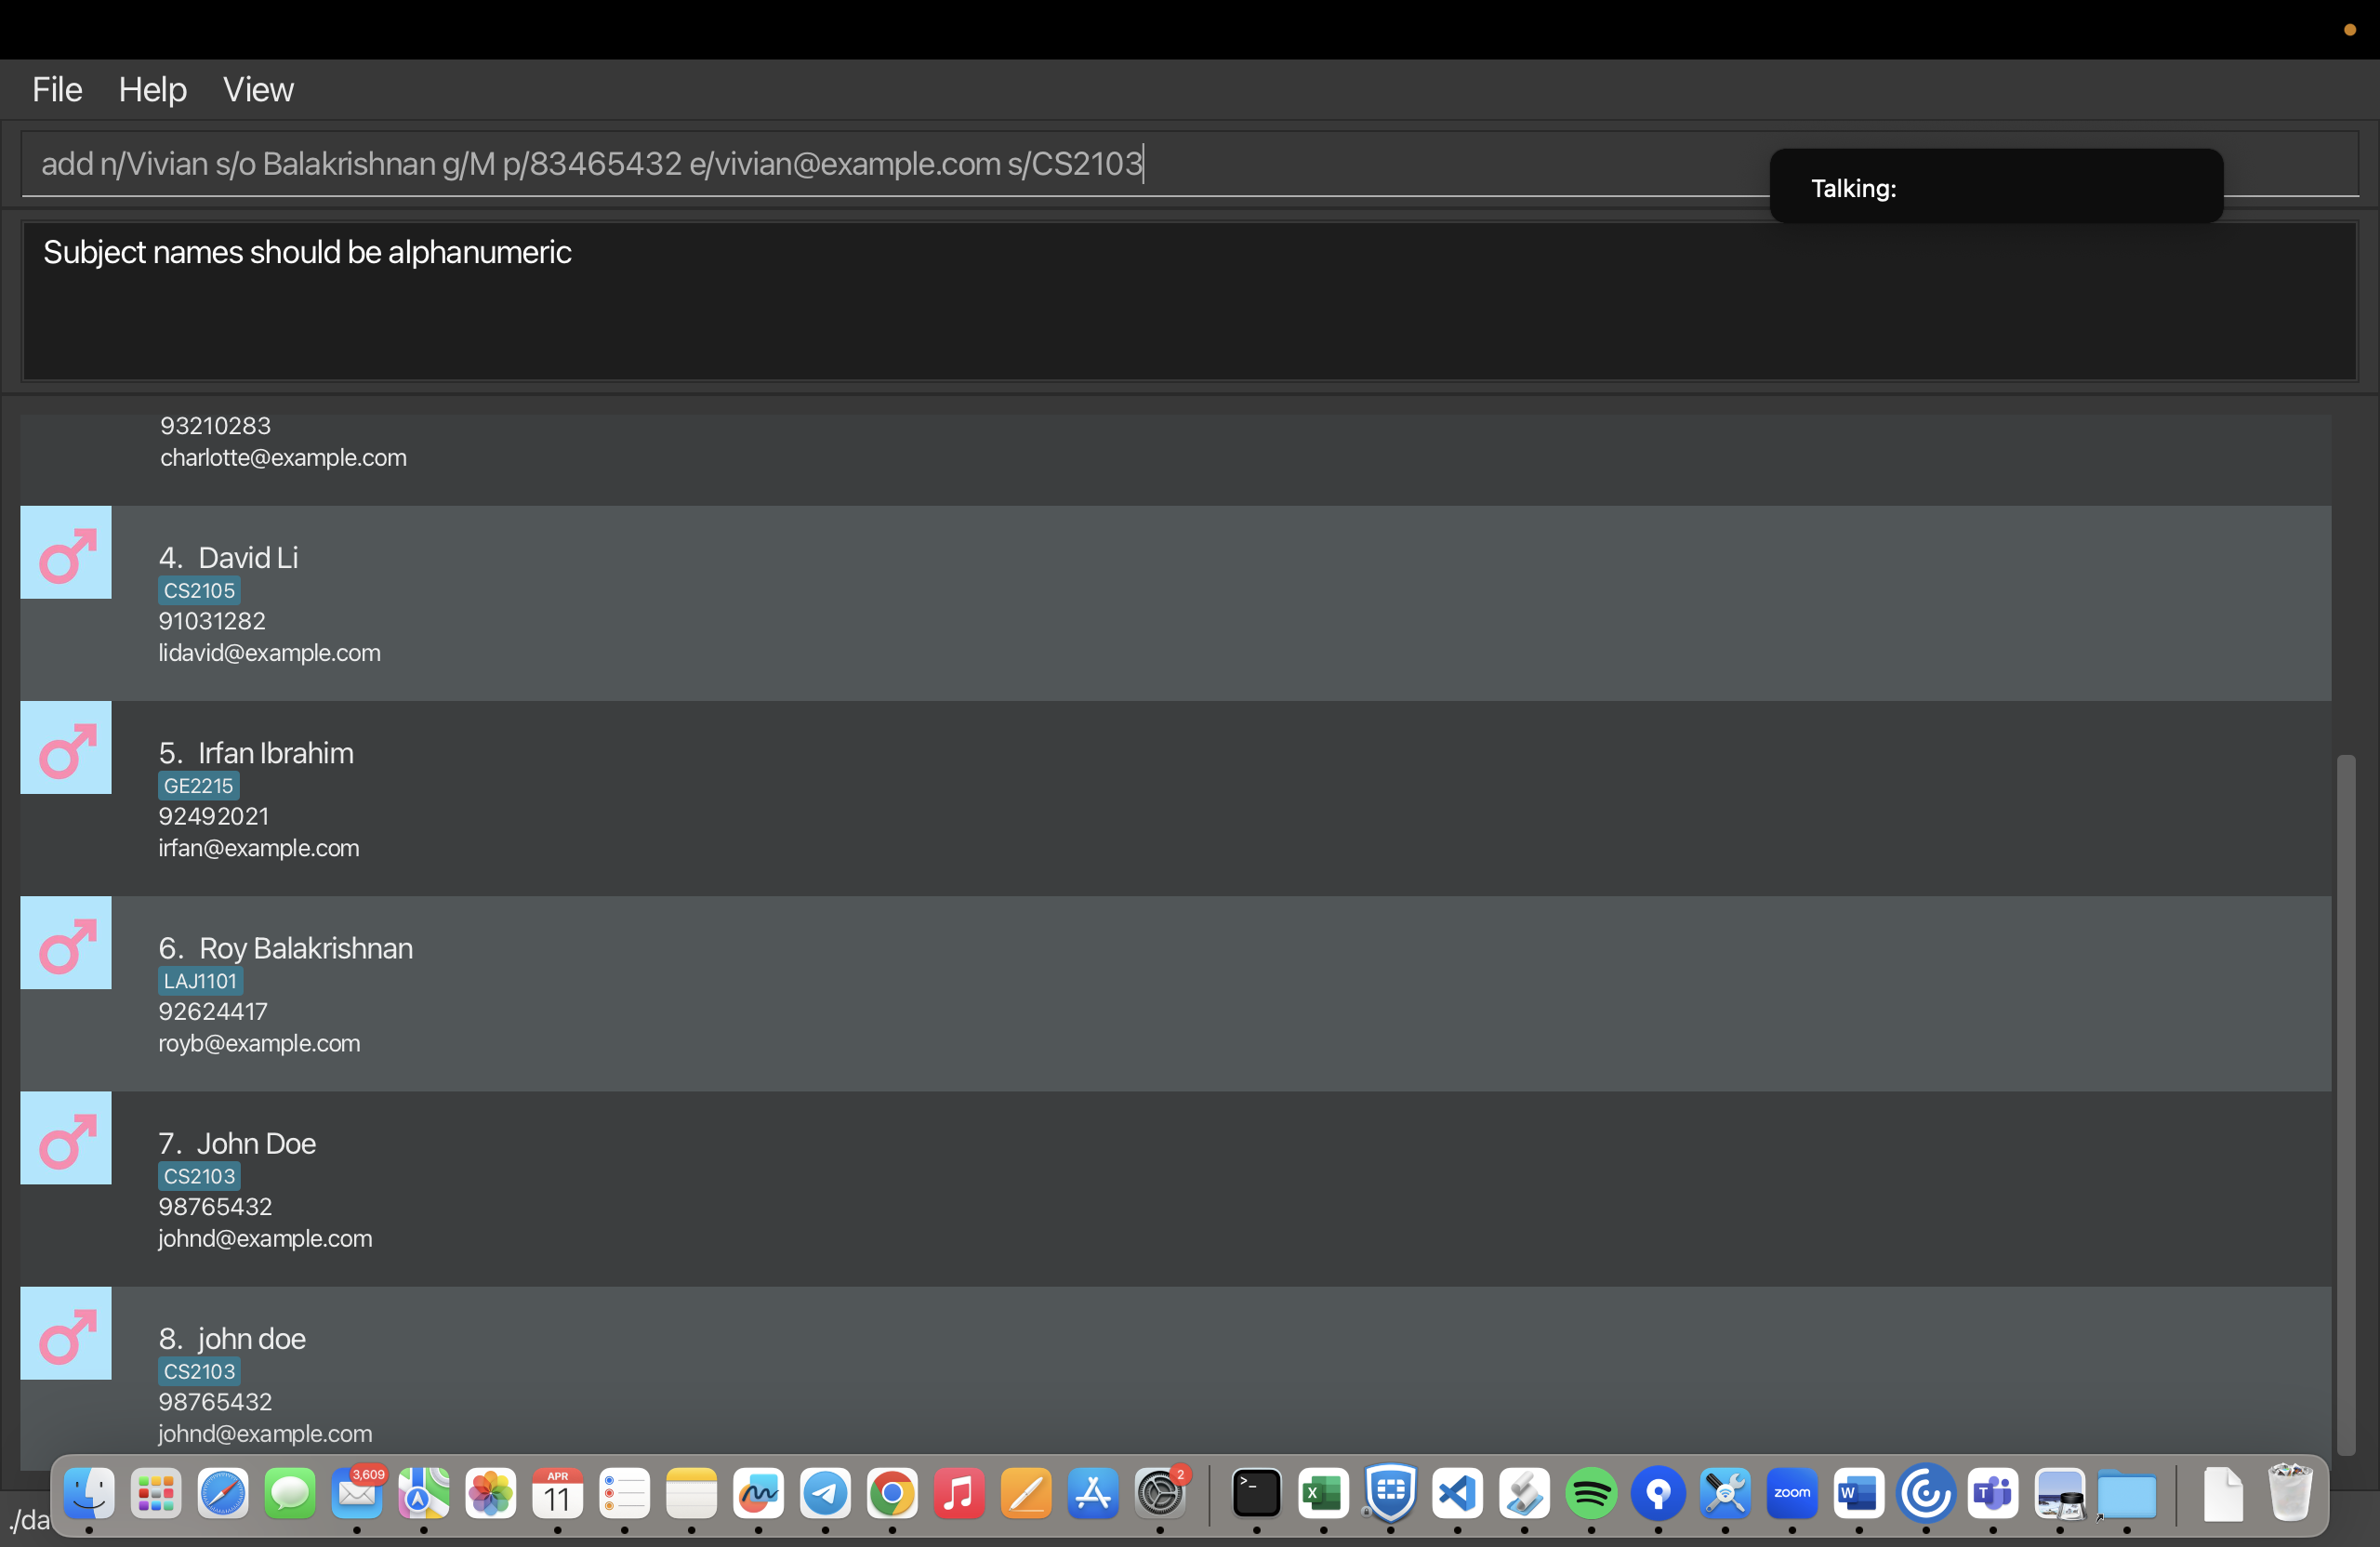 File Help View
add n/Vivian s/o Balakrishnan g/M p/83465432 e/vivian@example.com s/CS2103
Talking:
Subject names should be alphanumeric
93210283
charlotte@example.com
4. David Li
CS2105
91031282
lidavid@example.com
5. Irfan Ibrahim
GE2215
92492021
irfan@example.com
6. Roy Balakrishnan
LAJ1101
92624417
royb@example.com
7. John Doe
CS2103
98765432
johnd@example.com
8. john doe
CS2103
98765432
johnd@example.com
./da
3,609
APR
11
2
>_
X
zoom
W
T